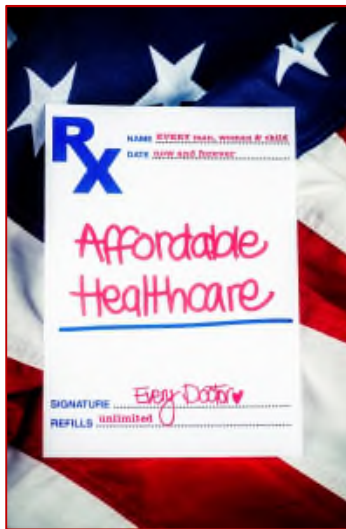 Rx
NAME EVERY man, woman & child
DATE now and forever
Affordable
Healthcare
SIGNATURE Every Doctor♥
REFILLS unlimited